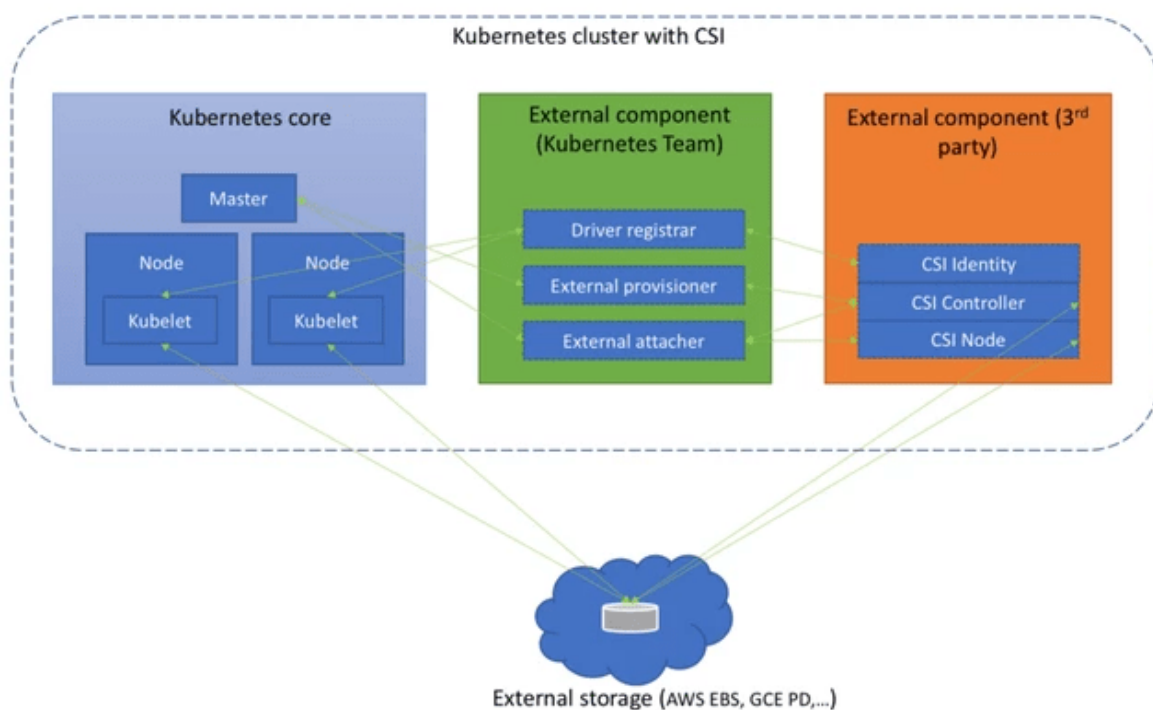 Kubernetes cluster with CSI
Kubernetes core
Master
Node
Node
Kubelet
Kubelet
External component
(Kubernetes Team)
Driver registrar
External provisioner
External attacher
External component (3rd
party)
CSI Identity
CSI Controller
CSI Node
External storage (AWS EBS, GCE PD,...)